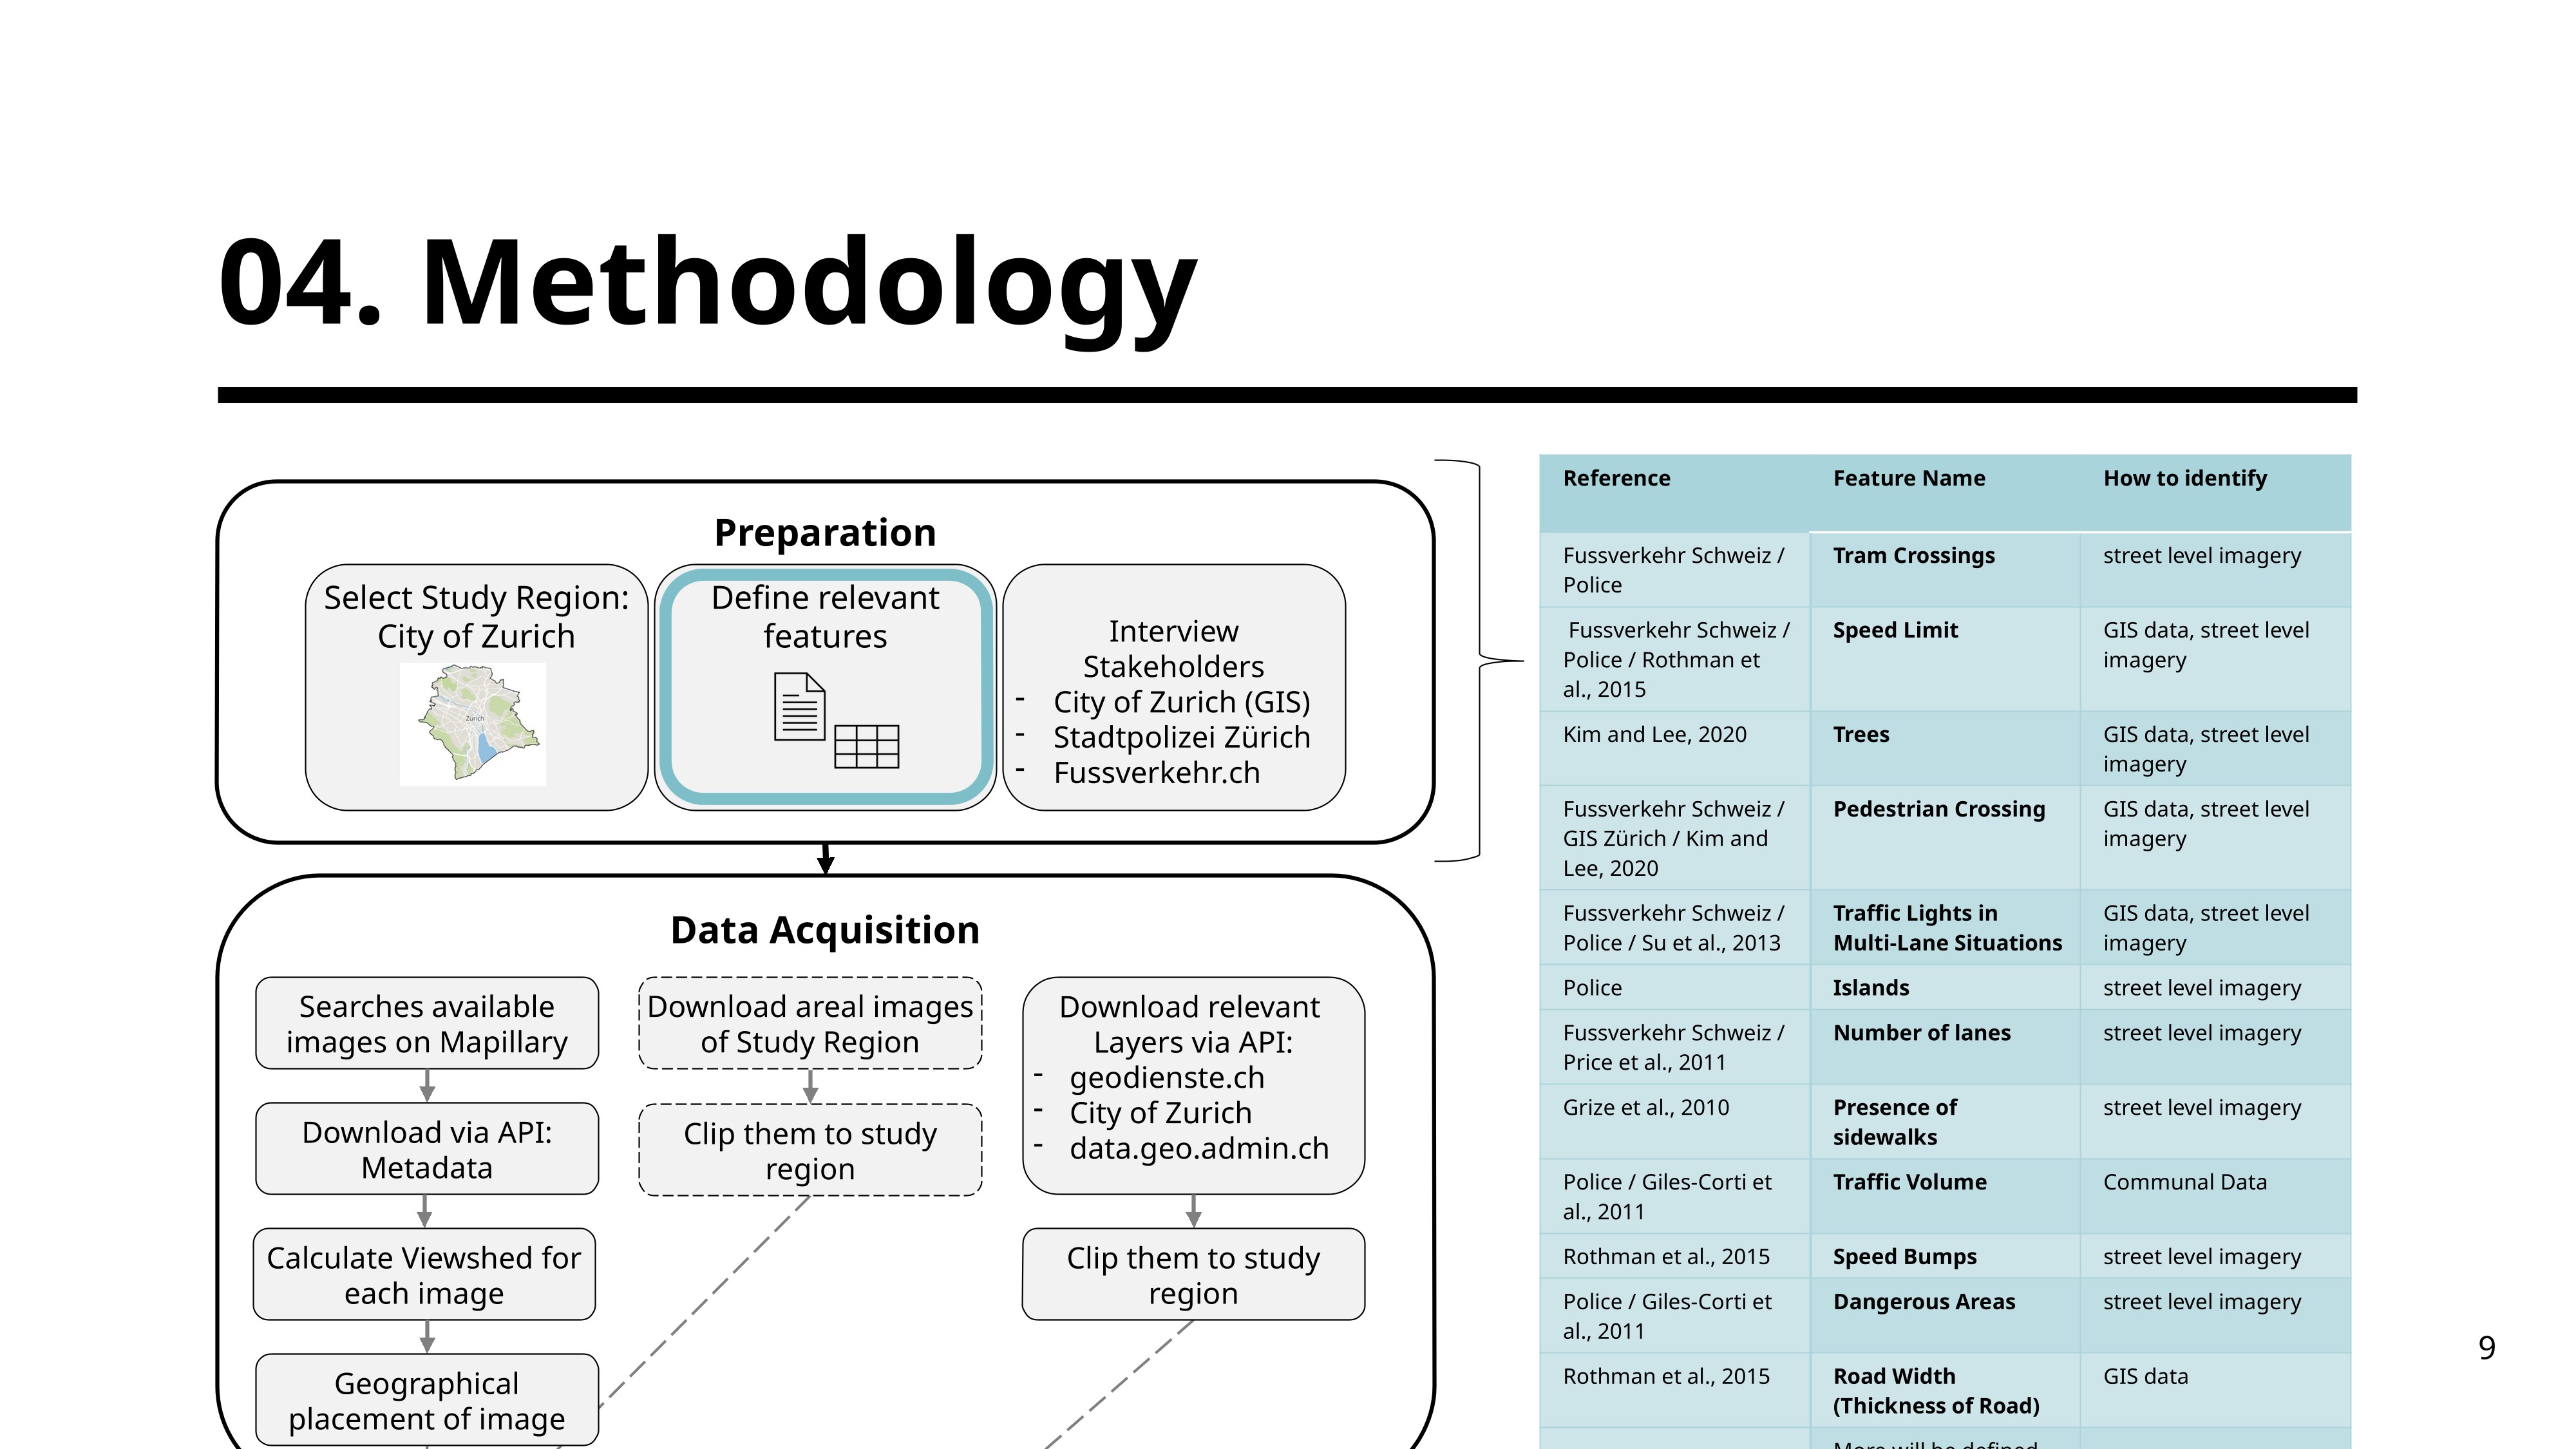 04. Methodology
Preparation
Select Study Region:
City of Zurich
Zurich
Define relevant
features
Interview
Stakeholders
- City of Zurich (GIS)
- Stadtpolizei Zürich
- Fussverkehr.ch
Data Acquisition
Searches available
images on Mapillary
Download via API:
Metadata
Calculate Viewshed for
each image
Geographical
placement of image
Download areal images
of Study Region
Clip them to study
region
Download relevant
Layers via API:
- geodienste.ch
- City of Zurich
- data.geo.admin.ch
Clip them to study
region
Reference
Feature Name
How to identify
Fussverkehr Schweiz /
Police
Tram Crossings
street level imagery
Fussverkehr Schweiz /
Police / Rothman et
al., 2015
Speed Limit
GIS data, street level
imagery
Kim and Lee, 2020
Trees
GIS data, street level
imagery
Fussverkehr Schweiz /
GIS Zürich / Kim and
Lee, 2020
Pedestrian Crossing
GIS data, street level
imagery
Fussverkehr Schweiz /
Police / Su et al., 2013
Traffic Lights in
Multi-Lane Situations
GIS data, street level
imagery
Police
Islands
street level imagery
Fussverkehr Schweiz /
Price et al., 2011
Number of lanes
street level imagery
Grize et al., 2010
Presence of
sidewalks
street level imagery
Police / Giles-Corti et
al., 2011
Traffic Volume
Communal Data
Rothman et al., 2015
Speed Bumps
street level imagery
Police / Giles-Corti et
al., 2011
Dangerous Areas
street level imagery
Rothman et al., 2015
Road Width
(Thickness of Road)
GIS data
More will be defined
9